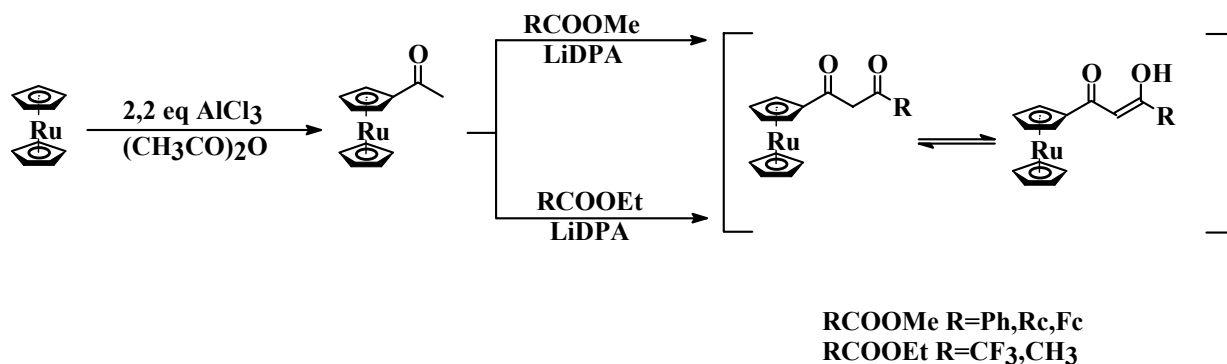 RCOOMe
LiDPA
O
2,2 eq AlCl3
(CH3CO)2O
Ru
Ru
O O
R
Ru
O OH
R
Ru
RCOOEt
LiDPA
RCOOMe R=Ph,Rc,Fc
RCOOEt R=CF3,CH3